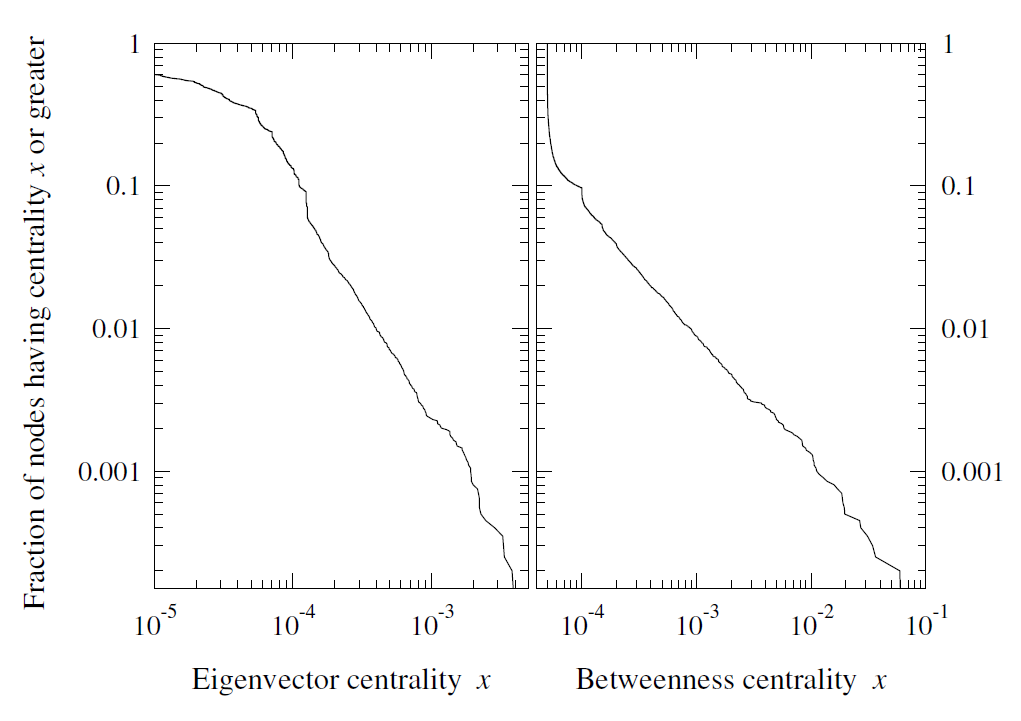 Fraction of nodes having centrality x or greater
1
0.1
0.01
0.001
10^-5 10^-4 10^-3
Eigenvector centrality x
1
0.1
0.01
0.001
10^-4 10^-3 10^-2 10^-1
Betweenness centrality x